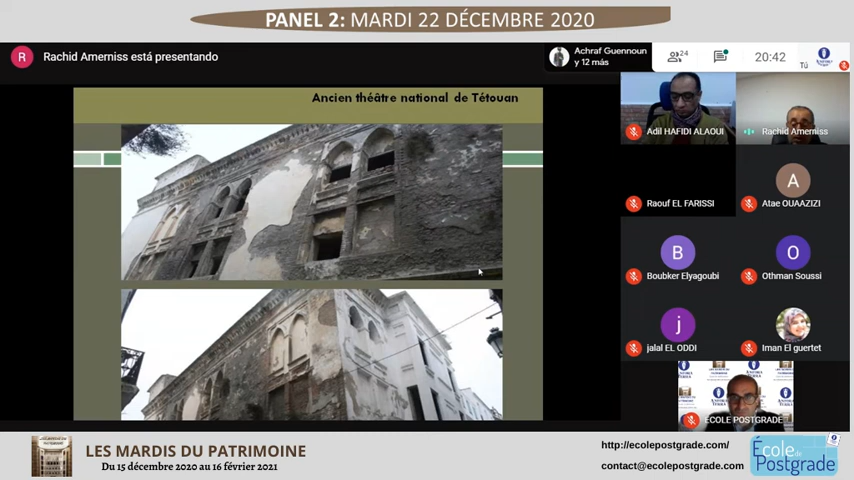 PANEL 2: MARDI 22 DÉCEMBRE 2020
R
Rachid Amerniss está presentando
Achraf Guennoun
y 12 más
24
20:42
Tú
Ancien théâtre national de Tétouan
Adil HAFIDI ALAOUI
Rachid Amerniss
Raouf EL FARISSI
A
Atae OUAAZIZI
B
Boubker Elyagoubi
O
Othman Soussi
j
jalal EL ODDI
Iman El guertet
ECOLE POSTGRADE
LES MARDIS DU PATRIMOINE
Du 15 décembre 2020 au 16 février 2021
http://ecolepostgrade.com/
contact@ecolepostgrade.com
École de
Postgrade